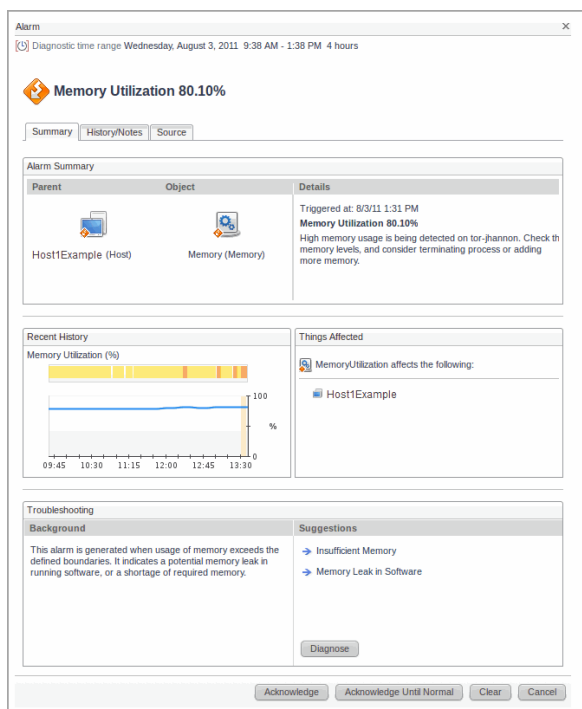 Alarm
Diagnostic time range Wednesday, August 3, 2011 9:38 AM - 1:38 PM 4 hours
Memory Utilization 80.10%
Summary History/Notes Source
Alarm Summary
Parent Object Details
Triggered at: 8/3/11 1:31 PM
Memory Utilization 80.10%
High memory usage is being detected on tor-jhannon. Check th
memory levels, and consider terminating process or adding
more memory.
Host1Example (Host) Memory (Memory)
Recent History
Memory Utilization (%)
100
%
0
09:45 10:30 11:15 12:00 12:45 13:30
Things Affected
MemoryUtilization affects the following:
Host1Example
Troubleshooting
Background
This alarm is generated when usage of memory exceeds the
defined boundaries. It indicates a potential memory leak in
running software, or a shortage of required memory.
Suggestions
Insufficient Memory
Memory Leak in Software
Diagnose
Acknowledge Acknowledge Until Normal Clear Cancel